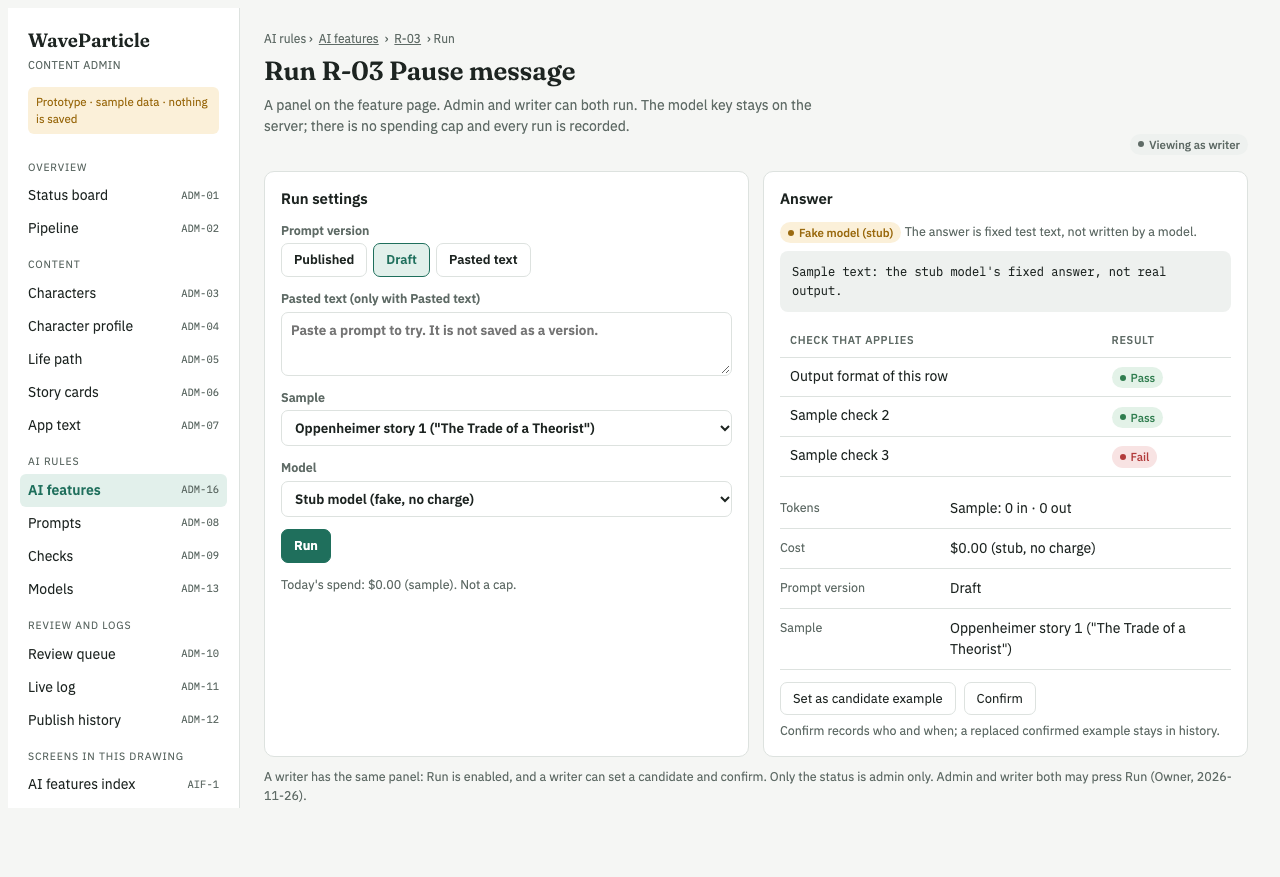 WaveParticle
CONTENT ADMIN
Prototype · sample data · nothing
is saved
OVERVIEW
Status board ADM-01
Pipeline ADM-02
CONTENT
Characters ADM-03
Character profile ADM-04
Life path ADM-05
Story cards ADM-06
App text ADM-07
AI RULES
AI features ADM-16
Prompts ADM-08
Checks ADM-09
Models ADM-13
REVIEW AND LOGS
Review queue ADM-10
Live log ADM-11
Publish history ADM-12
SCREENS IN THIS DRAWING
AI features index AIF-1
AI rules › AI features › R-03 › Run
Run R-03 Pause message
A panel on the feature page. Admin and writer can both run. The model key stays on the
server; there is no spending cap and every run is recorded.
Viewing as writer
Run settings
Prompt version
Published Draft Pasted text
Pasted text (only with Pasted text)
Paste a prompt to try. It is not saved as a version.
Sample
Oppenheimer story 1 ("The Trade of a Theorist")
Model
Stub model (fake, no charge)
Run
Today's spend: $0.00 (sample). Not a cap.
Answer
Fake model (stub) The answer is fixed test text, not written by a model.
Sample text: the stub model's fixed answer, not real
output.
CHECK THAT APPLIES RESULT
Output format of this row Pass
Sample check 2 Pass
Sample check 3 Fail
Tokens Sample: 0 in · 0 out
Cost $0.00 (stub, no charge)
Prompt version Draft
Sample Oppenheimer story 1 ("The Trade of a
Theorist")
Set as candidate example Confirm
Confirm records who and when; a replaced confirmed example stays in history.
A writer has the same panel: Run is enabled, and a writer can set a candidate and confirm. Only the status is admin only. Admin and writer both may press Run (Owner, 2026-
11-26).